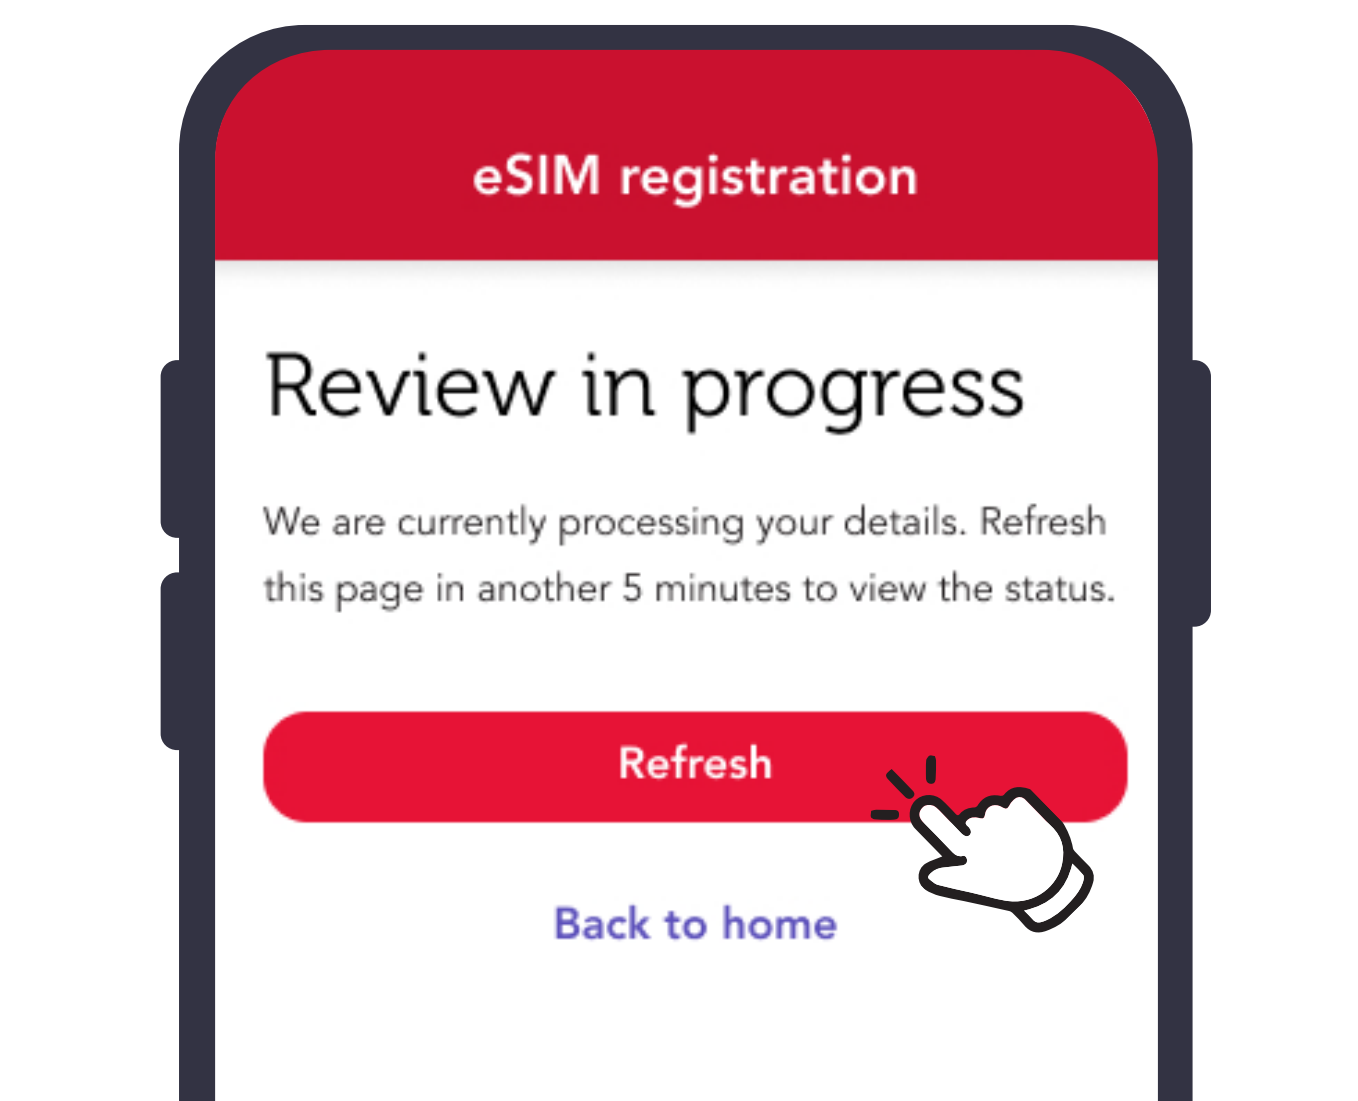 eSIM registration
Review in progress
We are currently processing your details. Refresh
this page in another 5 minutes to view the status.
Refresh
Back to home